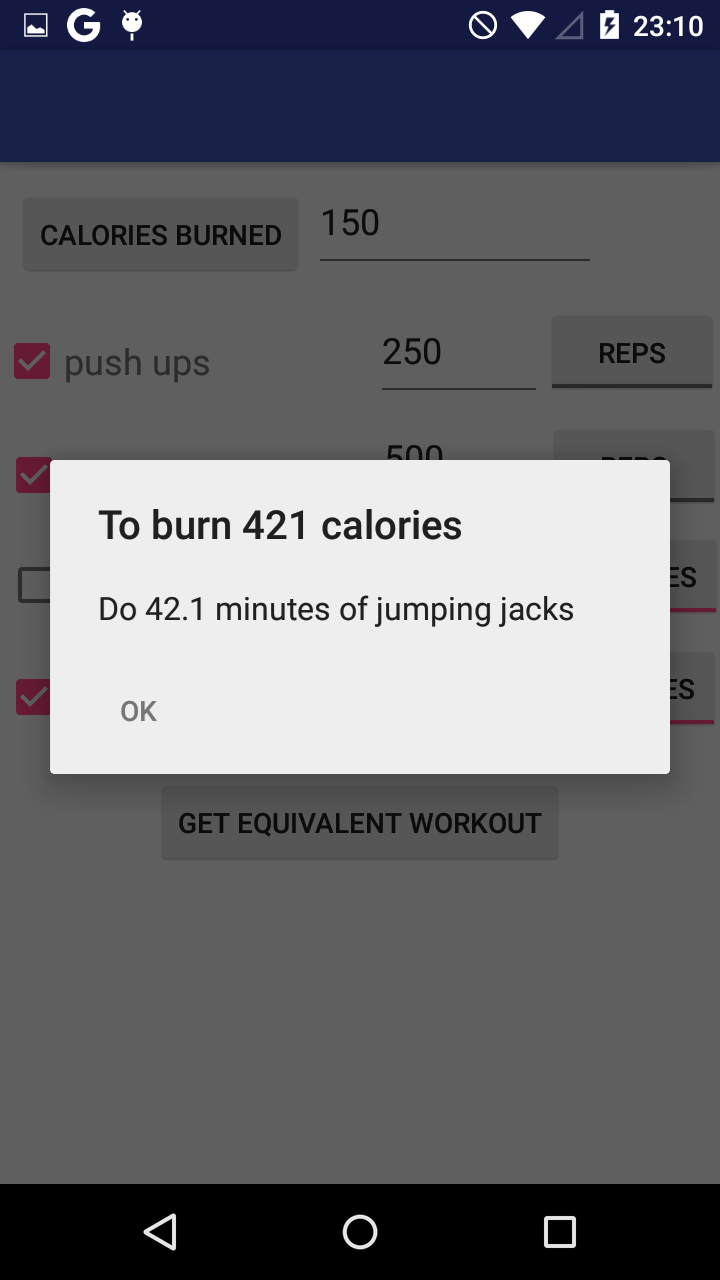 23:10
CALORIES BURNED 150
push ups 250 REPS
500 REPS
To burn 421 calories
ES
Do 42.1 minutes of jumping jacks
ES
OK
GET EQUIVALENT WORKOUT